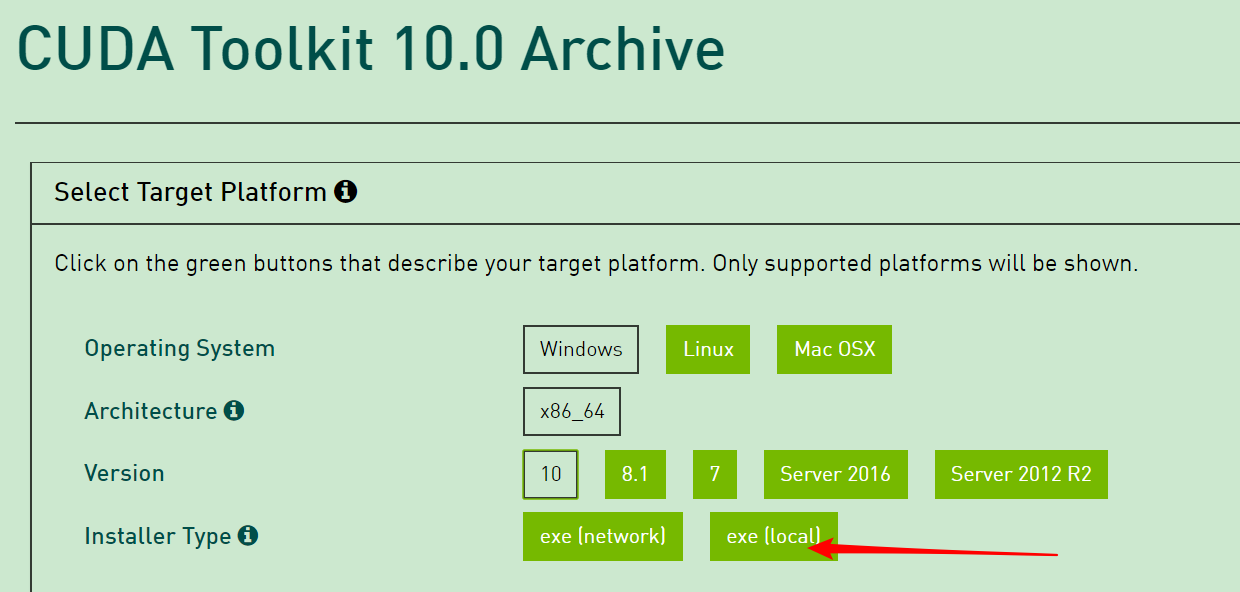 CUDA Toolkit 10.0 Archive
Select Target Platform
Click on the green buttons that describe your target platform. Only supported platforms will be shown.
Operating System Windows Linux Mac OSX
Architecture x86_64
Version 10 8.1 7 Server 2016 Server 2012 R2
Installer Type exe (network) exe (local)